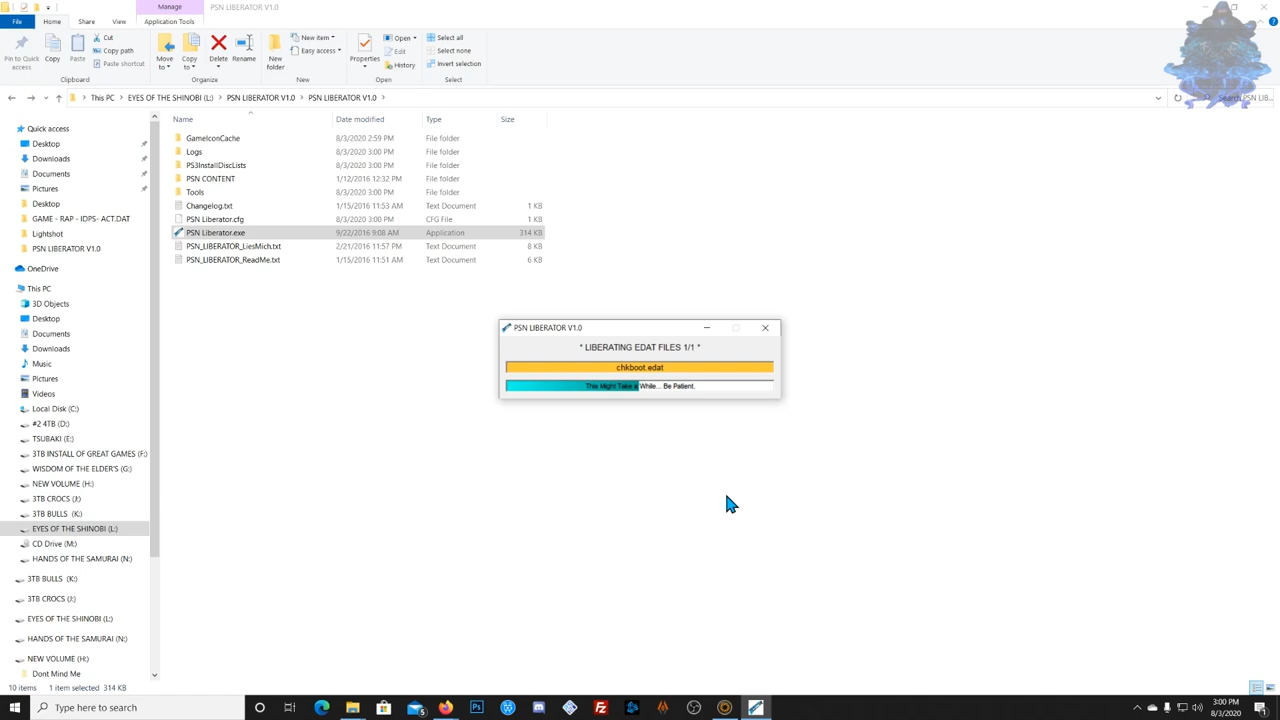 Manage
PSN LIBERATOR V1.0
File
Home
Share
View
Application Tools
Pin to Quick access
Copy
Paste
Cut
Copy path
Paste shortcut
Move to
Copy to
Delete
Rename
New folder
New item
Easy access
Properties
Open
Edit
History
Select all
Select none
Invert selection
Clipboard
Organize
New
Open
Select
This PC
EYES OF THE SHINOBI (L:)
PSN LIBERATOR V1.0
PSN LIBERATOR V1.0
Search PSN LIB...
Name Date modified Type Size
GameIconCache 8/3/2020 2:59 PM File folder
Logs 8/3/2020 3:00 PM File folder
PS3InstallDiscLists 8/3/2020 3:00 PM File folder
PSN CONTENT 1/12/2016 12:32 PM File folder
Tools 8/3/2020 3:00 PM File folder
Changelog.txt 1/15/2016 11:53 AM Text Document 1 KB
PSN Liberator.cfg 8/3/2020 3:00 PM CFG File 1 KB
PSN Liberator.exe 9/22/2016 9:08 AM Application 314 KB
PSN_LIBERATOR_LiesMich.txt 2/21/2016 11:57 PM Text Document 8 KB
PSN_LIBERATOR_ReadMe.txt 1/15/2016 11:51 AM Text Document 6 KB
Quick access
Desktop
Downloads
Documents
Pictures
Desktop
GAME - RAP - IDPS- ACT.DAT
Lightshot
PSN LIBERATOR V1.0
OneDrive
This PC
3D Objects
Desktop
Documents
Downloads
Music
Pictures
Videos
Local Disk (C:)
#2 4TB (D:)
TSUBAKI (E:)
3TB INSTALL OF GREAT GAMES (F:)
WISDOM OF THE ELDER'S (G:)
NEW VOLUME (H:)
3TB CROCS (J:)
3TB BULLS (K:)
EYES OF THE SHINOBI (L:)
CD Drive (M:)
HANDS OF THE SAMURAI (N:)
3TB BULLS (K:)
3TB CROCS (J:)
EYES OF THE SHINOBI (L:)
HANDS OF THE SAMURAI (N:)
NEW VOLUME (H:)
Dont Mind Me
PSN LIBERATOR V1.0
* LIBERATING EDAT FILES 1/1 *
chkboot.edat
This Might Take a While... Be Patient.
10 items 1 item selected 314 KB
Type here to search
3:00 PM
8/3/2020